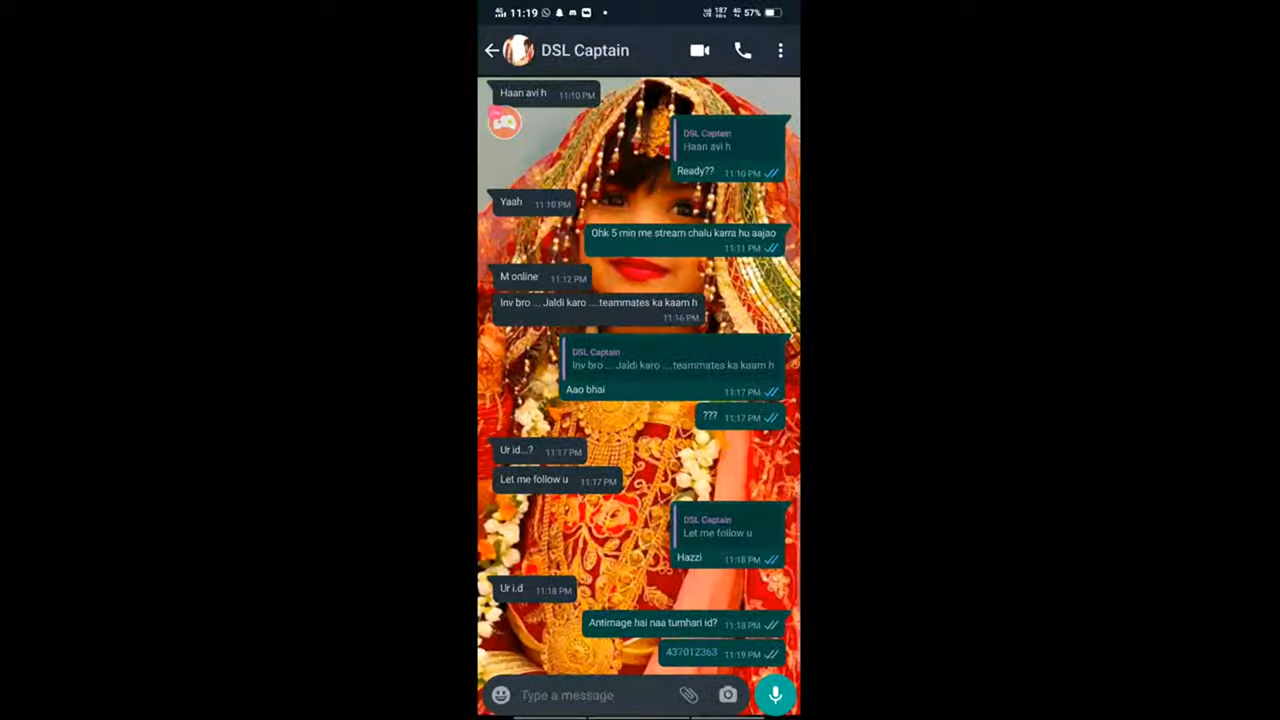 11:19
187 KB/s
4G 57%
DSL Captain
Haan avi h 11:10 PM
DSL Captain
Haan avi h
Ready?? 11:10 PM
Yaah 11:10 PM
Ohk 5 min me stream chalu karra hu aajao
11:11 PM
M online 11:12 PM
Inv bro ... Jaldi karo ....teammates ka kaam h
11:16 PM
DSL Captain
Inv bro ... Jaldi karo ....teammates ka kaam h
Aao bhai 11:17 PM
??? 11:17 PM
Ur id...? 11:17 PM
Let me follow u 11:17 PM
DSL Captain
Let me follow u
Hazzi 11:18 PM
Ur i.d 11:18 PM
Antimage hai naa tumhari id? 11:18 PM
437012363 11:19 PM
Type a message